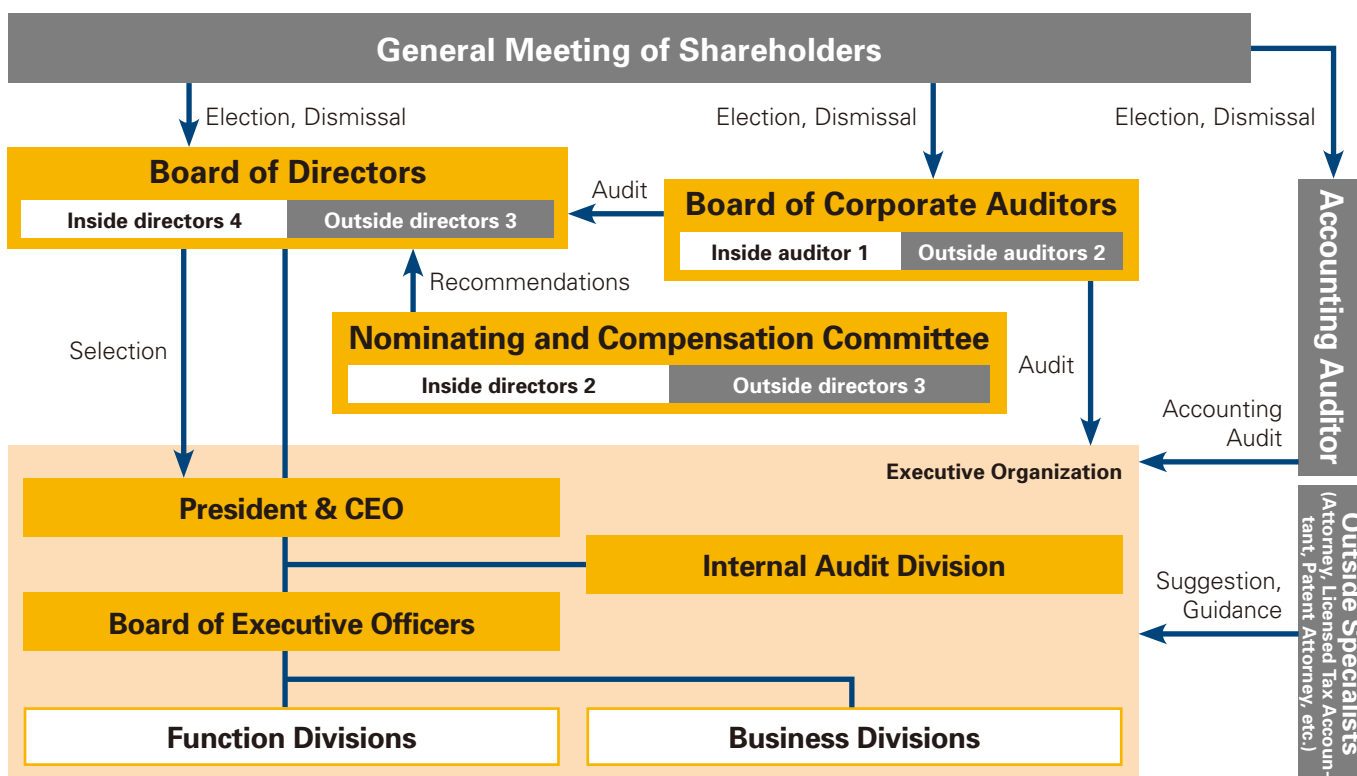 General Meeting of Shareholders
Election, Dismissal
Election, Dismissal
Election, Dismissal
Board of Directors
Inside directors 4
Outside directors 3
Audit
Board of Corporate Auditors
Inside auditor 1
Outside auditors 2
Accounting Auditor
Recommendations
Selection
Nominating and Compensation Committee
Inside directors 2
Outside directors 3
Audit
Accounting
Audit
Executive Organization
President & CEO
Internal Audit Division
Board of Executive Officers
Suggestion,
Guidance
Outside Specialists
(Attorney, Licensed Tax Accoun-
tant, Patent Attorney, etc.)
Function Divisions
Business Divisions